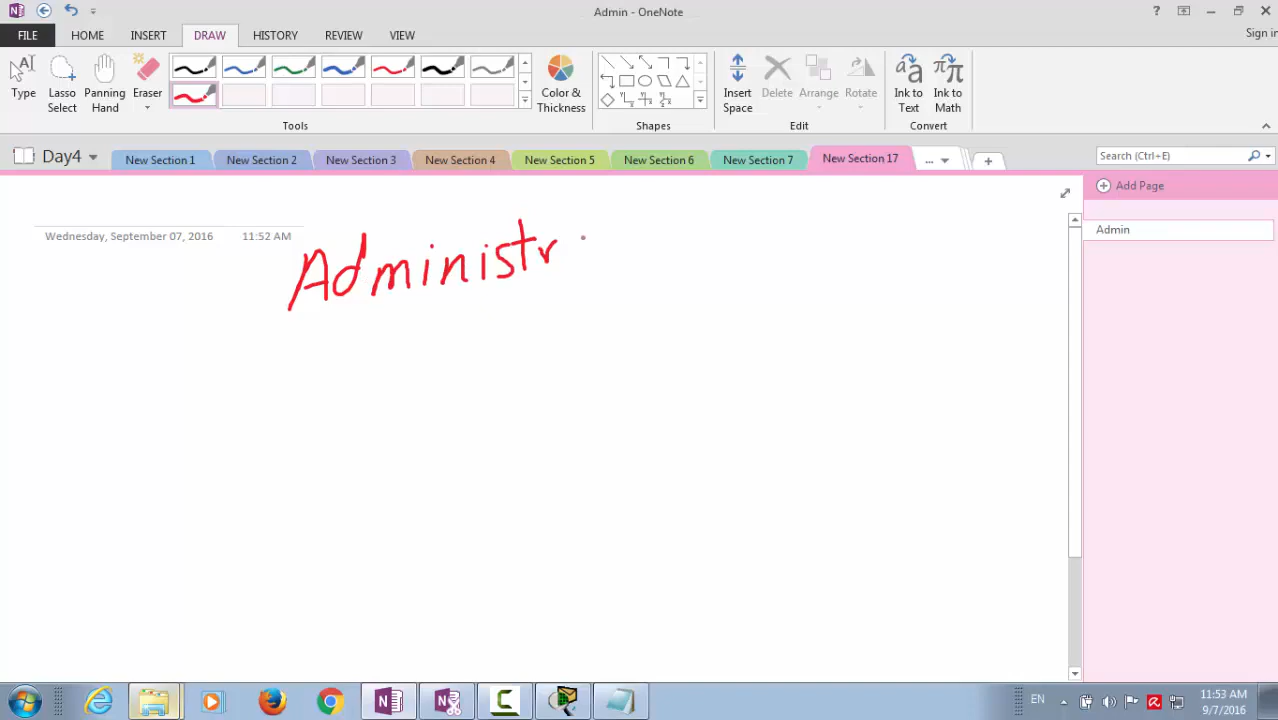 Admin - OneNote
Sign in
FILE HOME INSERT DRAW HISTORY REVIEW VIEW
Type
Lasso Select
Panning Hand
Eraser
Color & Thickness
Insert Space
Delete
Arrange
Rotate
Ink to Text
Ink to Math
Tools Shapes Edit Convert
Day4 New Section 1 New Section 2 New Section 3 New Section 4 New Section 5 New Section 6 New Section 7 New Section 17 ... Search (Ctrl+E)
Add Page
Admin
Wednesday, September 07, 2016 11:52 AM
Administr
EN
11:53 AM
9/7/2016